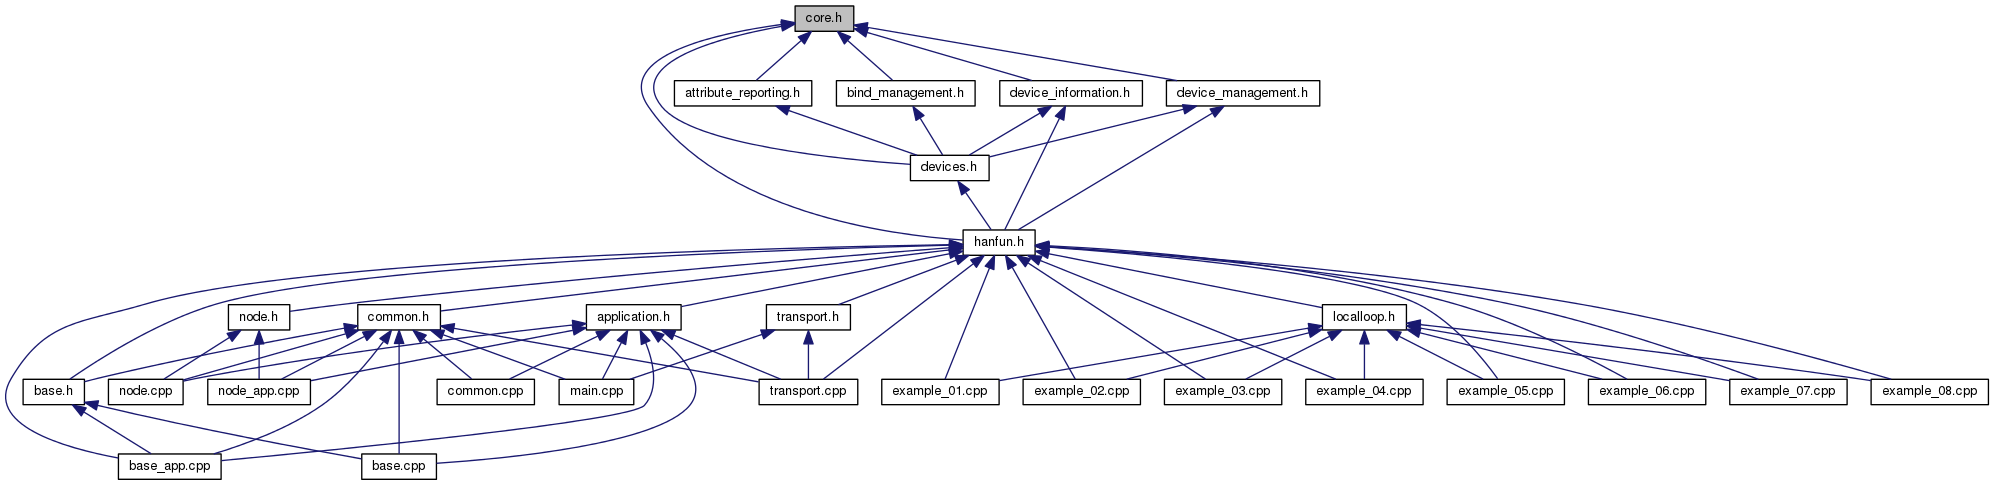 core.h
attribute_reporting.h
bind_management.h
device_information.h
device_management.h
devices.h
hanfun.h
node.h
common.h
application.h
transport.h
localloop.h
base.h
node.cpp
node_app.cpp
common.cpp
main.cpp
transport.cpp
example_01.cpp
example_02.cpp
example_03.cpp
example_04.cpp
example_05.cpp
example_06.cpp
example_07.cpp
example_08.cpp
base_app.cpp
base.cpp